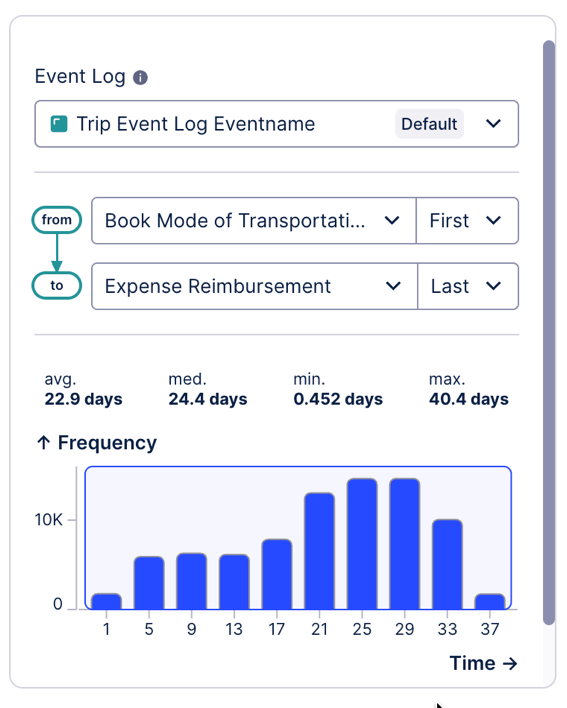 Event Log i
Trip Event Log Eventname Default
from Book Mode of Transportati... First
to Expense Reimbursement Last
avg. med. min. max.
22.9 days 24.4 days 0.452 days 40.4 days
↑ Frequency
10K
0
1 5 9 13 17 21 25 29 33 37
Time →